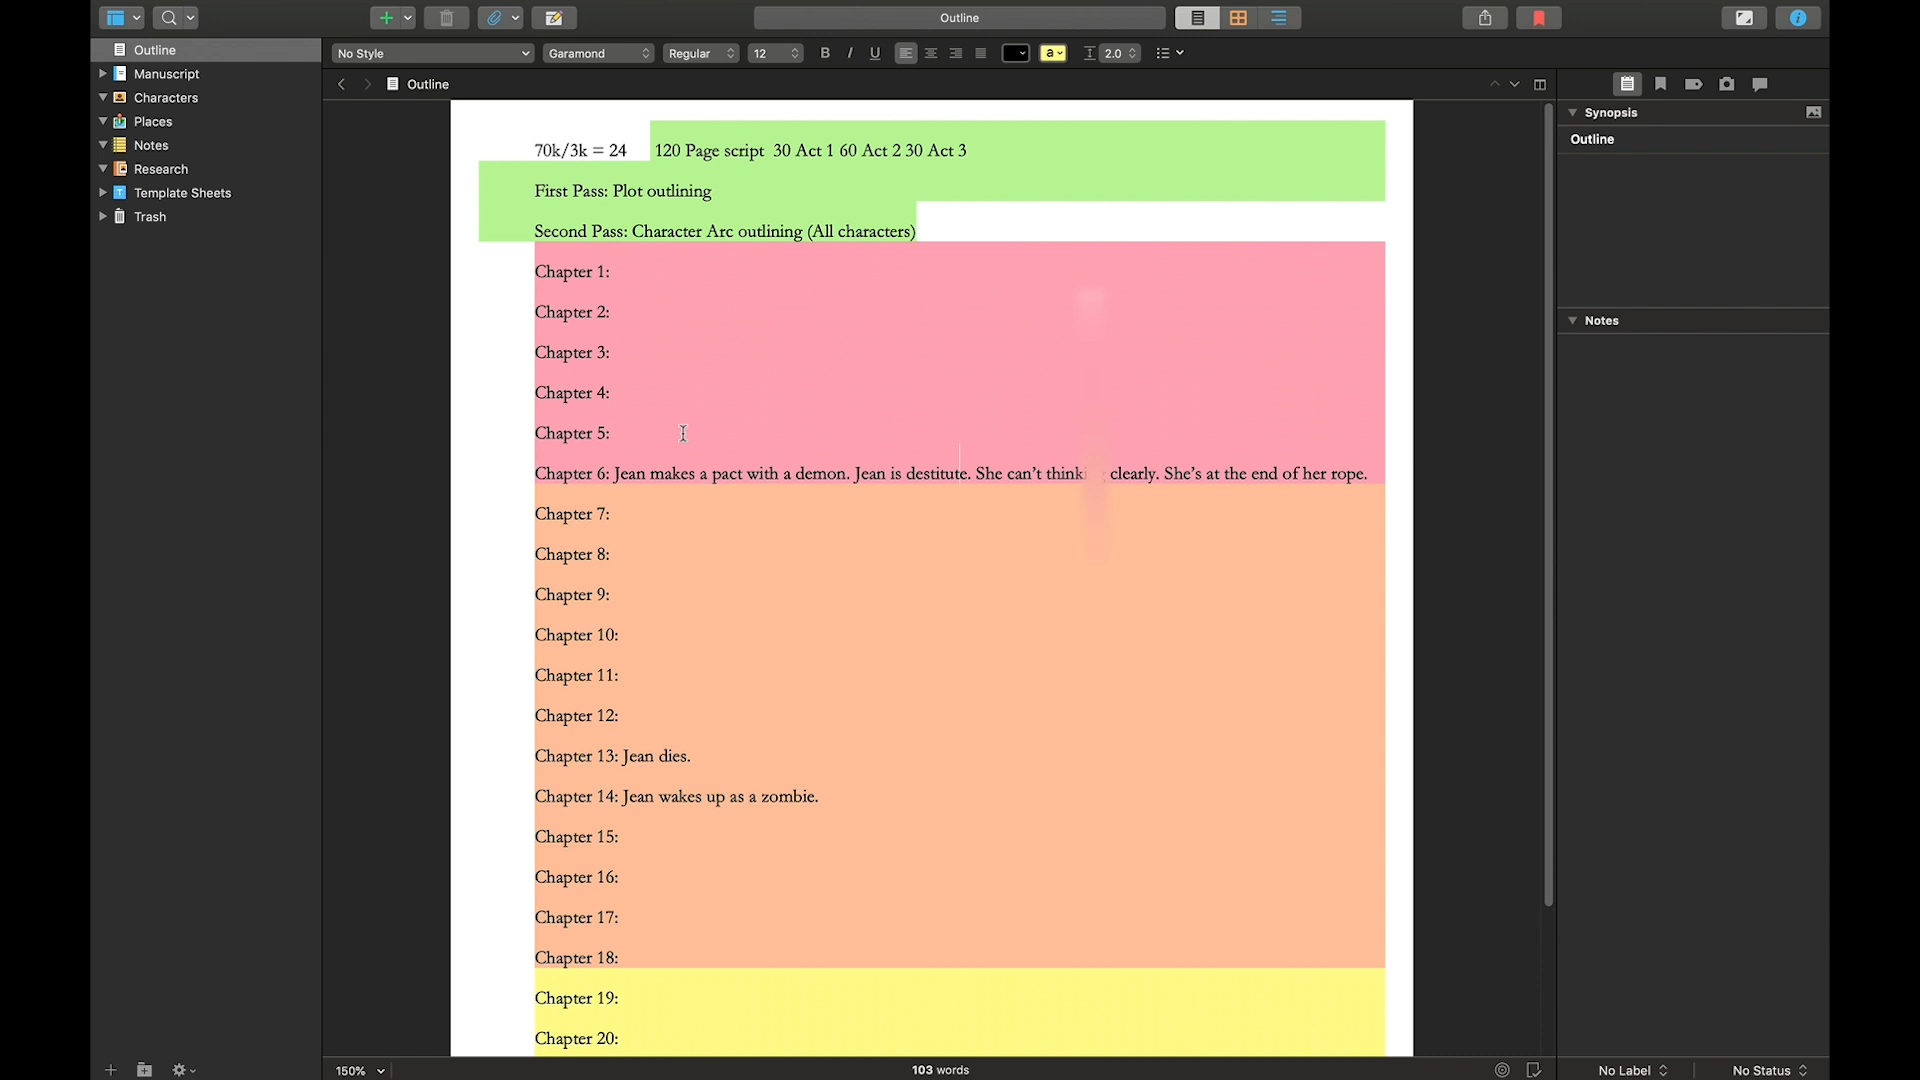 Outline
Outline
Manuscript
Characters
Places
Notes
Research
Template Sheets
Trash
No Style
Garamond
Regular
12
B I U
a
2.0
Outline
70k/3k = 24 120 Page script 30 Act 1 60 Act 2 30 Act 3
First Pass: Plot outlining
Second Pass: Character Arc outlining (All characters)
Chapter 1:
Chapter 2:
Chapter 3:
Chapter 4:
Chapter 5:
Chapter 6: Jean makes a pact with a demon. Jean is destitute. She can't clearly. She's at the end of her rope.
Chapter 7:
Chapter 8:
Chapter 9:
Chapter 10:
Chapter 11:
Chapter 12:
Chapter 13: Jean dies.
Chapter 14: Jean wakes up as a zombie.
Chapter 15:
Chapter 16:
Chapter 17:
Chapter 18:
Chapter 19:
Chapter 20:
Synopsis
Outline
Notes
150%
103 words
No Label
No Status